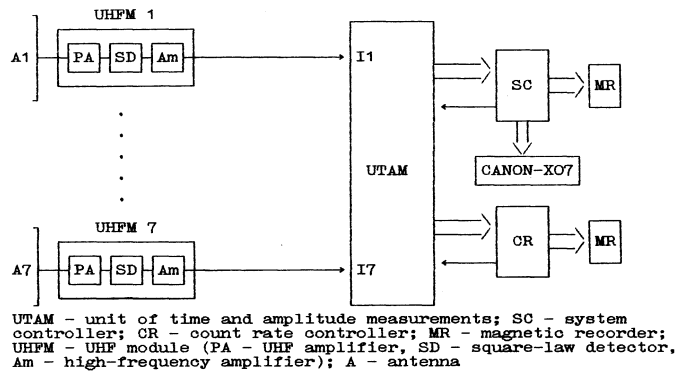 UHFM 1
A1 PA SD Am I1 SC MR
UTAM CANON-XO7
UHFM 7
A7 PA SD Am I7 CR MR
UTAM – unit of time and amplitude measurements; SC – system
controller; CR – count rate controller; MR – magnetic recorder;
UHFM – UHF module (PA – UHF amplifier, SD – square-law detector,
Am – high-frequency amplifier); A – antenna